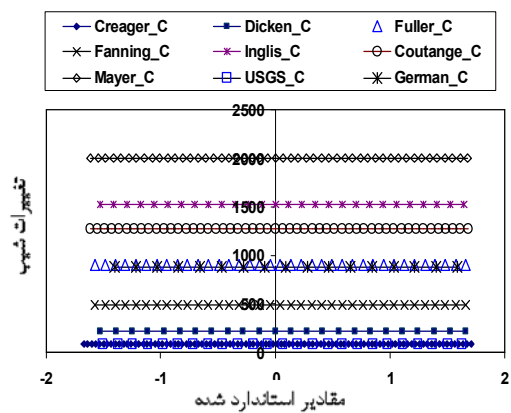 Creager_C Dicken_C Fuller_C
Fanning_C Inglis_C Coutange_C
Mayer_C USGS_C German_C
2500
2000
1500
1000
500
0
-2 -1 0 1 2
تغییرات شیب
مقادیر استاندارد شده